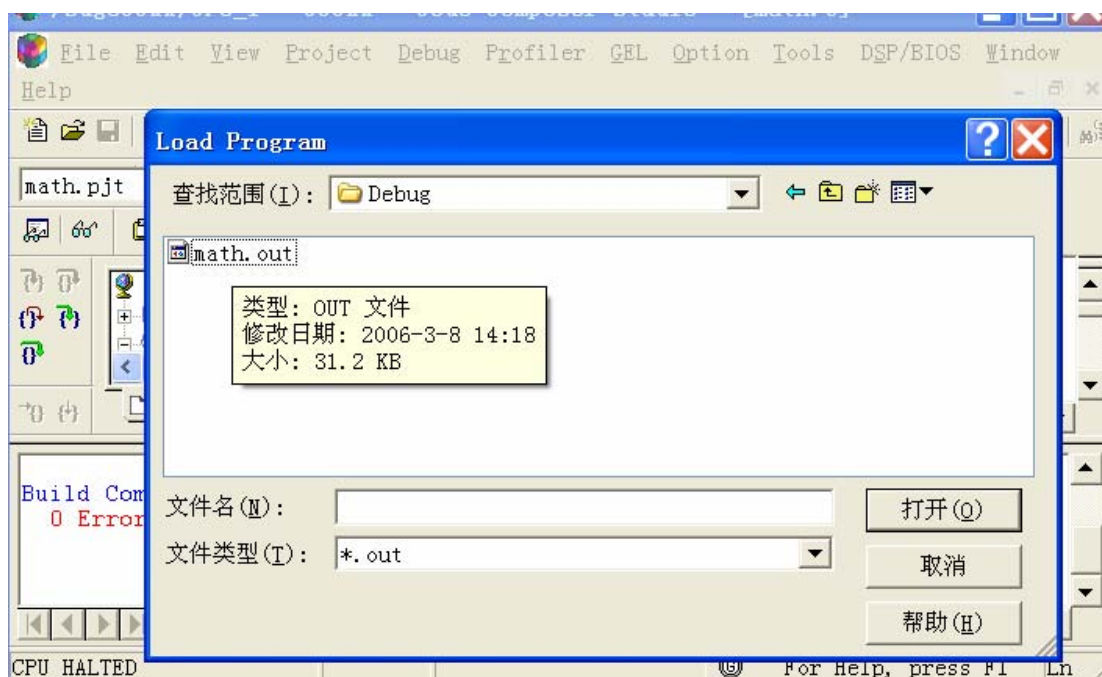 File Edit View Project Debug Profiler GEL Option Tools DSP/BIOS Window
Help
Load Program
math.pjt
查找范围(I): Debug
math.out
类型: OUT 文件
修改日期: 2006-3-8 14:18
大小: 31.2 KB
Build Com
0 Error
文件名(N):
打开(O)
文件类型(T): *.out
取消
帮助(H)
CPU HALTED
For Help, press F1 Ln